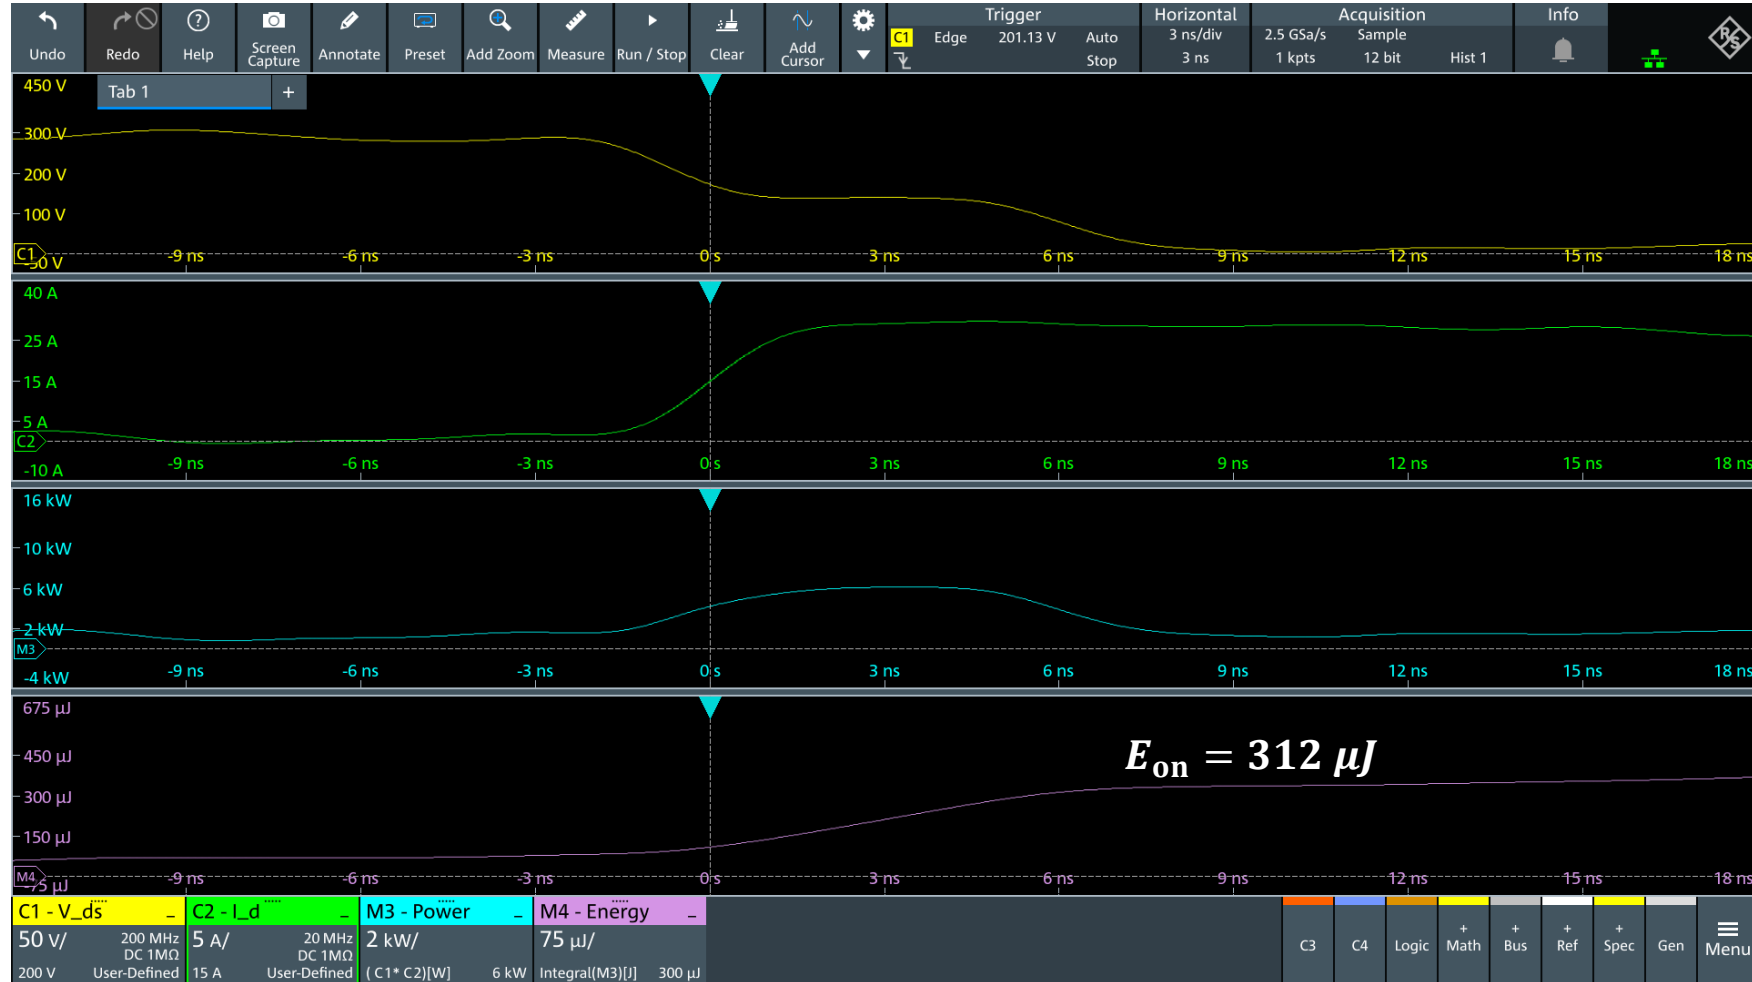 Undo Redo Help Screen Capture Annotate Preset Add Zoom Measure Run / Stop Clear Add Cursor
Trigger Horizontal Acquisition Info
C1 Edge 201.13 V Auto 3 ns/div 2.5 GSa/s Sample
Stop 3 ns 1 kpts 12 bit Hist 1
R&S
450 V Tab 1 +
300 V
200 V
100 V
C1 -9 ns -6 ns -3 ns 0 s 3 ns 6 ns 9 ns 12 ns 15 ns 18 ns
-50 V
40 A
25 A
15 A
5 A
C2
-10 A -9 ns -6 ns -3 ns 0 s 3 ns 6 ns 9 ns 12 ns 15 ns 18 ns
16 kW
10 kW
6 kW
2 kW
M3
-4 kW -9 ns -6 ns -3 ns 0 s 3 ns 6 ns 9 ns 12 ns 15 ns 18 ns
675 µJ
450 µJ E_on = 312 µJ
300 µJ
150 µJ
M4 -9 ns -6 ns -3 ns 0 s 3 ns 6 ns 9 ns 12 ns 15 ns 18 ns
-75 µJ
C1 - V_ds C2 - I_d M3 - Power M4 - Energy
50 V/ 200 MHz 5 A/ 20 MHz 2 kW/ 75 µJ/
DC 1MΩ DC 1MΩ
200 V User-Defined 15 A User-Defined ( C1* C2)[W] 6 kW Integral(M3)[J] 300 µJ
C3 C4 Logic + Math + Bus + Ref + Spec Gen Menu